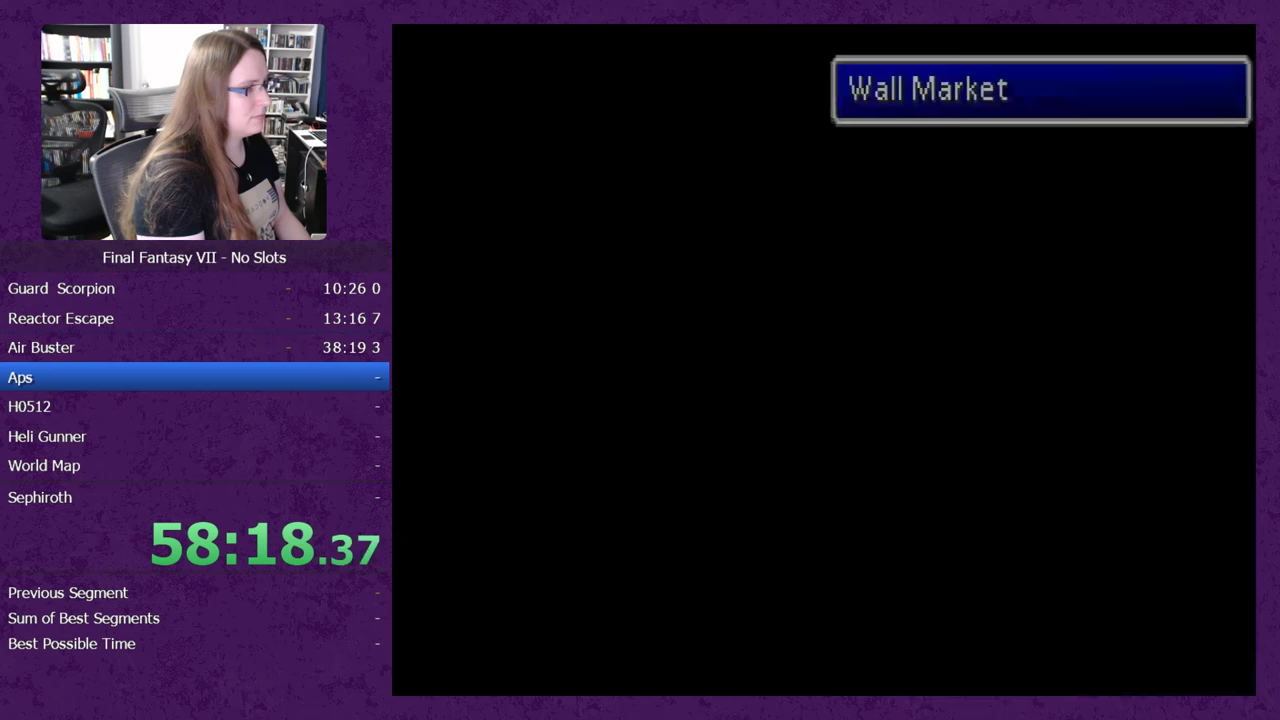 Wall Market
Final Fantasy VII - No Slots
Guard Scorpion - 10:26 0
Reactor Escape - 13:16 7
Air Buster - 38:19 3
Aps -
H0512 -
Heli Gunner -
World Map -
Sephiroth -
58:18.37
Previous Segment -
Sum of Best Segments -
Best Possible Time -